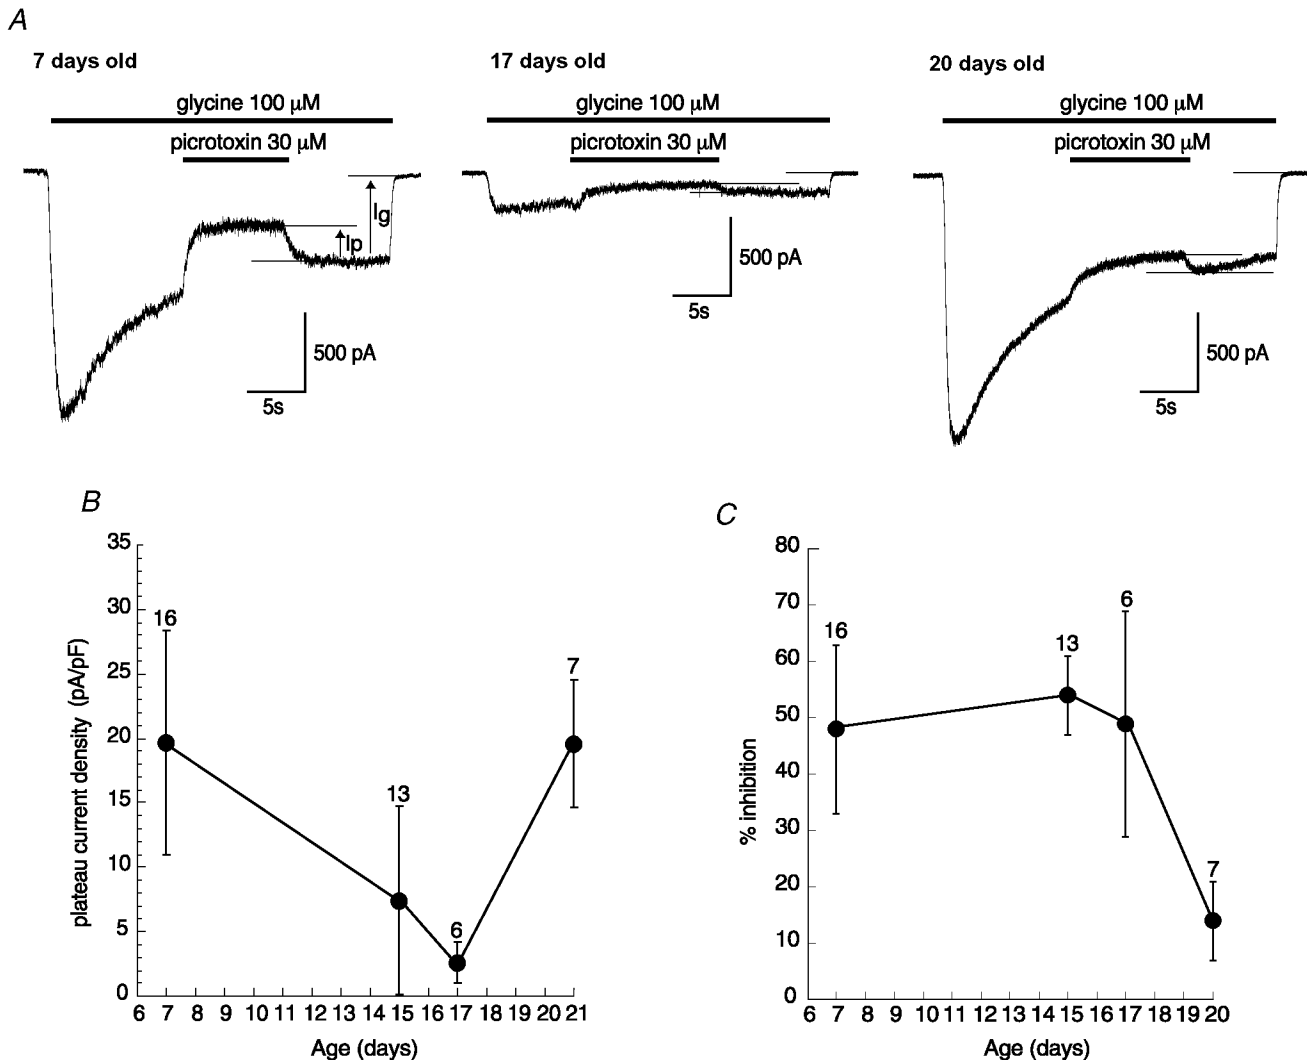 A
7 days old
17 days old
20 days old
glycine 100 μM
glycine 100 μM
glycine 100 μM
picrotoxin 30 μM
picrotoxin 30 μM
picrotoxin 30 μM
Ig
Ip
500 pA
5s
500 pA
5s
500 pA
5s
B
plateau current density (pA/pF)
35
30
25
20
15
10
5
0
16
13
6
7
6 7 8 9 10 11 12 13 14 15 16 17 18 19 20 21
Age (days)
C
% inhibition
80
70
60
50
40
30
20
10
0
16
13
6
7
6 7 8 9 10 11 12 13 14 15 16 17 18 19 20
Age (days)